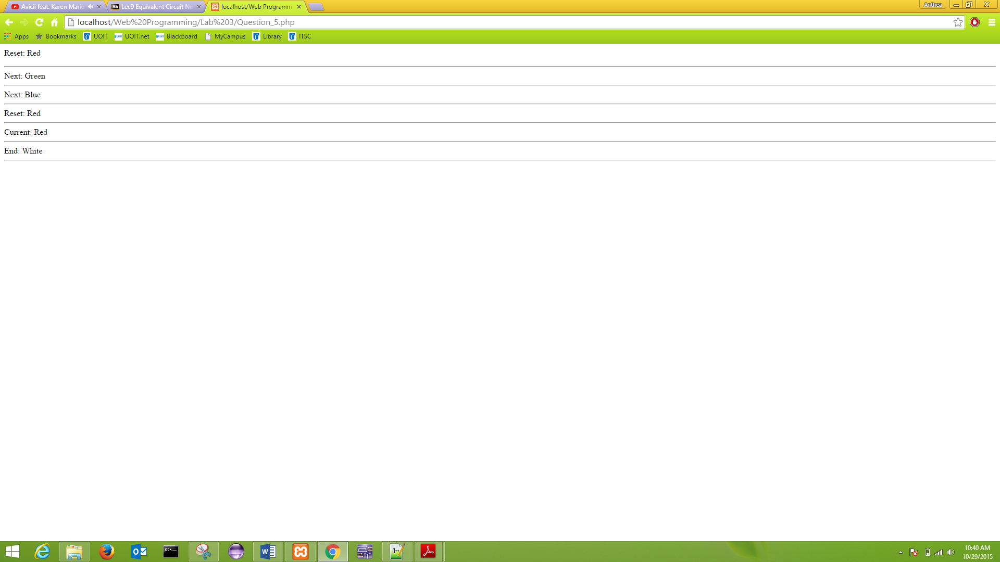 Avicii feat. Karen Marie
Lec9 Equivalent Circuit Ne
localhost/Web Programm
Anthea
localhost/Web%20Programming/Lab%203/Question_5.php
Apps Bookmarks UOIT UOIT.net Blackboard MyCampus Library ITSC
Reset: Red
Next: Green
Next: Blue
Reset: Red
Current: Red
End: White
10:40 AM
10/29/2015